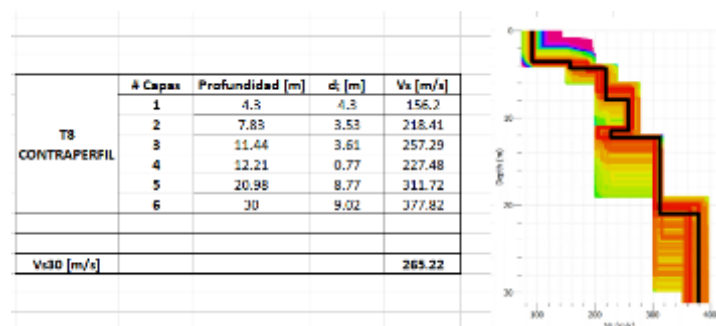 # Capas Profundidad [m] di [m] Vs [m/s]
T8 CONTRAPERFIL
1 4.3 4.3 156.2
2 7.83 3.53 218.41
3 11.44 3.61 257.29
4 12.21 0.77 227.48
5 20.98 8.77 311.72
6 30 9.02 377.82
Vs30 [m/s] 265.22
0
10
20
30
Depth (m)
100 200 300 400